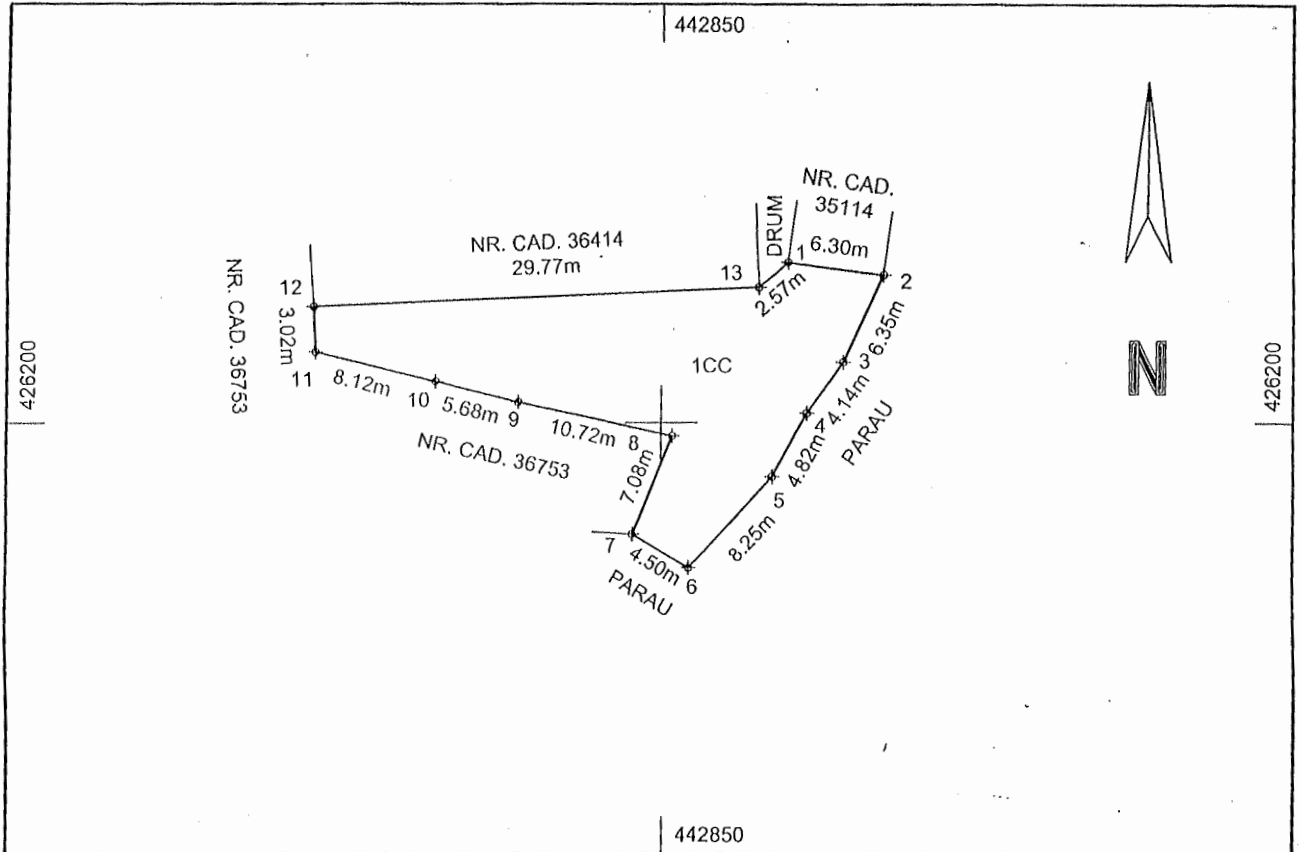 442850
NR. CAD.
35114
DRUM
1
6.30m
2
NR. CAD. 36414
29.77m
13
2.57m
12
3.02m
NR. CAD. 36753
11
8.12m
10
5.68m
9
10.72m
8
NR. CAD. 36753
1CC
6.35m
3
4.14m
4
4.82m
PARAU
5
8.25m
7.08m
7
4.50m
6
PARAU
426200
426200
N
442850